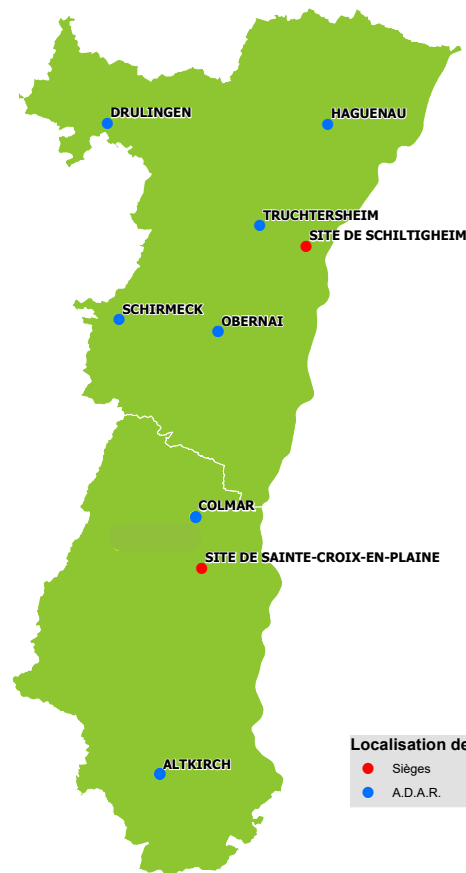 DRULINGEN
HAGUENAU
TRUCHTERSHEIM
SITE DE SCHILTIGHEIM
SCHIRMECK
OBERNAI
COLMAR
SITE DE SAINTE-CROIX-EN-PLAINE
ALTKIRCH
Localisation de
Sièges
A.D.A.R.